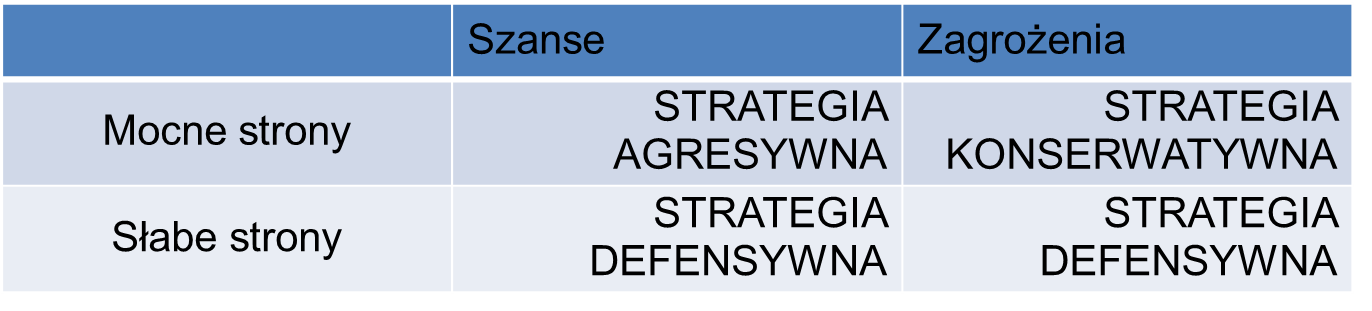 Szanse
Zagrożenia
Mocne strony
STRATEGIA
AGRESYWNA
STRATEGIA
KONSERWATYWNA
Słabe strony
STRATEGIA
DEFENSYWNA
STRATEGIA
DEFENSYWNA